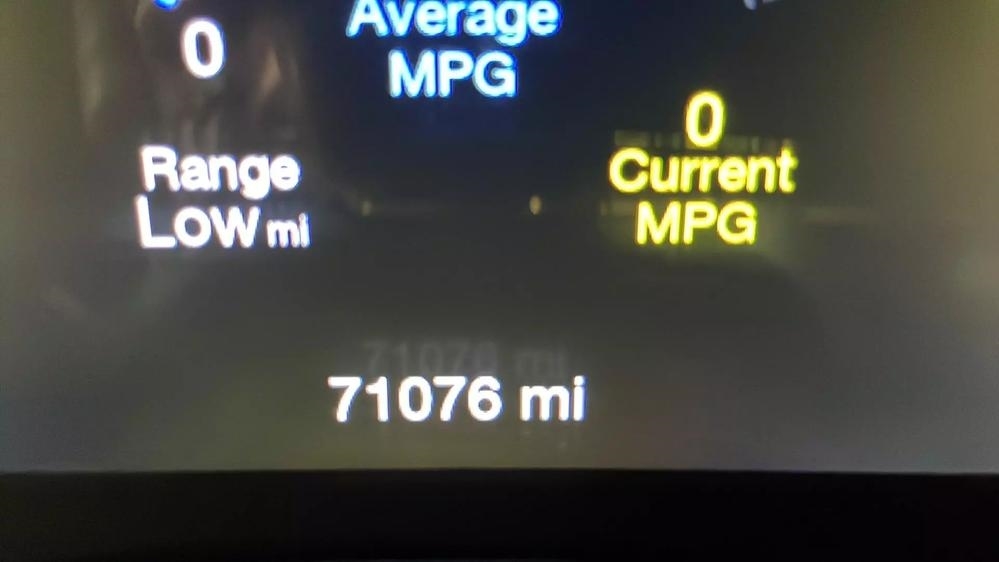 Average
MPG
0
Range
LOW mi
0
Current
MPG
71076 mi